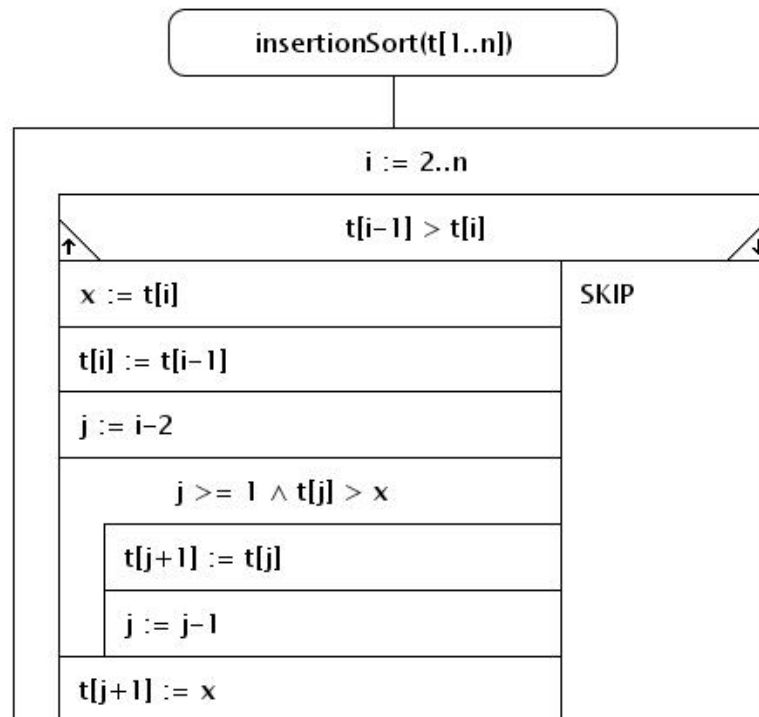 insertionSort(t[1..n])
i := 2..n
t[i−1] > t[i]
x := t[i]
SKIP
t[i] := t[i−1]
j := i−2
j >= 1 ∧ t[j] > x
t[j+1] := t[j]
j := j−1
t[j+1] := x